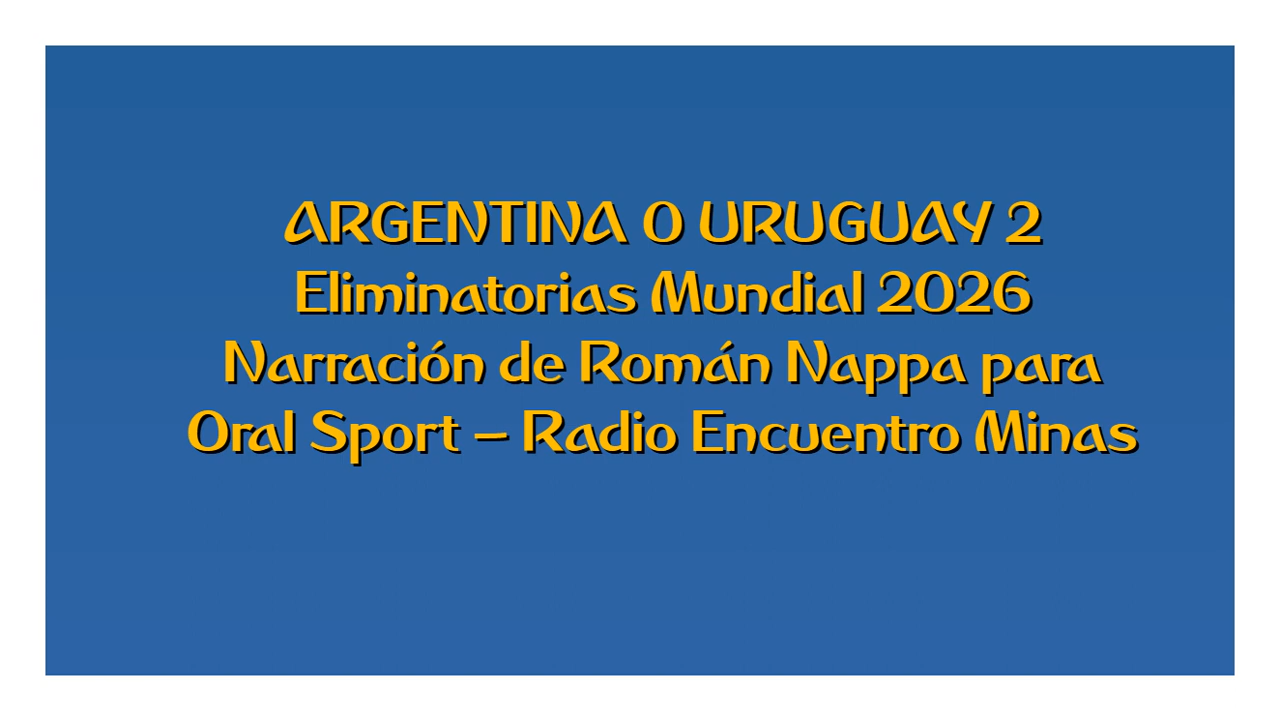 ARGENTINA 0 URUGUAY 2
Eliminatorias Mundial 2026
Narración de Román Nappa para
Oral Sport – Radio Encuentro Minas